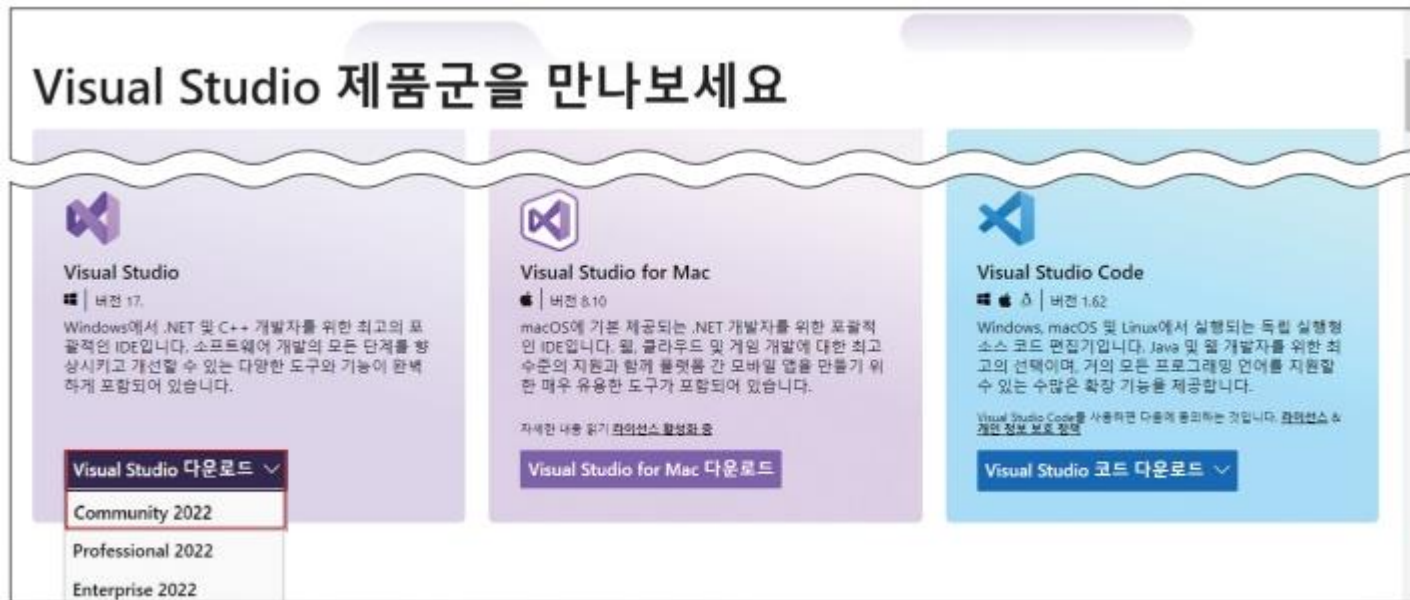 Visual Studio 제품군을 만나보세요
Visual Studio
버전 17.
Windows에서 .NET 및 C++ 개발자를 위한 최고의 포
괄적인 IDE입니다. 소프트웨어 개발의 모든 단계를 향
상시키고 개선할 수 있는 다양한 도구와 기능이 완벽
하게 포함되어 있습니다.
Visual Studio 다운로드
Community 2022
Professional 2022
Enterprise 2022
Visual Studio for Mac
버전 8.10
macOS에 기본 제공되는 .NET 개발자를 위한 포괄적
인 IDE입니다. 웹, 클라우드 및 게임 개발에 대한 최고
수준의 지원과 함께 플랫폼 간 모바일 앱을 만들기 위
한 매우 유용한 도구가 포함되어 있습니다.
자세한 내용 읽기 라이선스 활성화 중
Visual Studio for Mac 다운로드
Visual Studio Code
버전 1.62
Windows, macOS 및 Linux에서 실행되는 독립 실행형
소스 코드 편집기입니다. Java 및 웹 개발자를 위한 최
고의 선택이며, 거의 모든 프로그래밍 언어를 지원할
수 있는 수많은 확장 기능을 제공합니다.
Visual Studio Code를 사용하면 다음에 동의하는 것입니다. 라이선스 &
개인 정보 보호 정책
Visual Studio 코드 다운로드